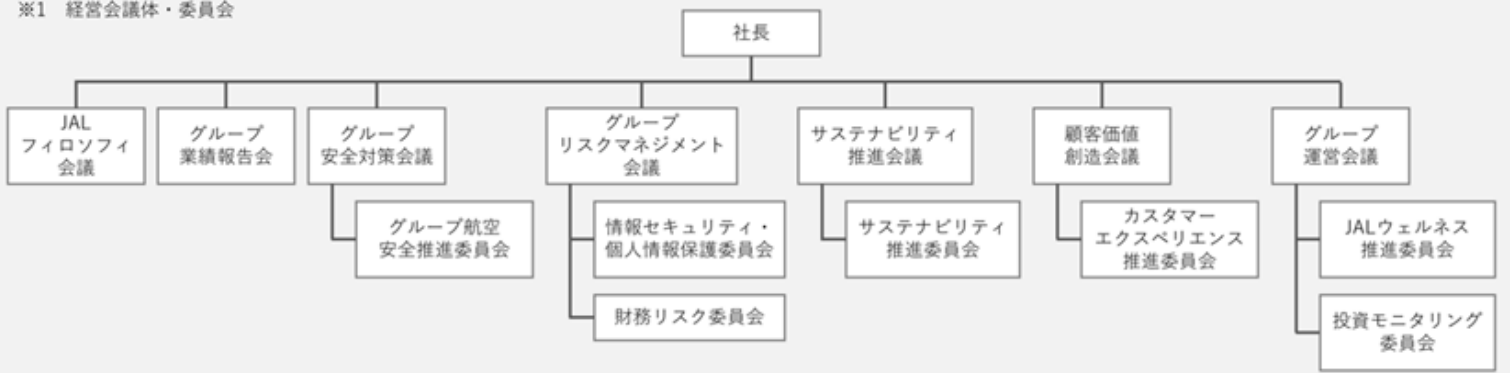 ※1 経営会議体・委員会
社長
JAL
フィロソフィ
会議
グループ
業績報告会
グループ
安全対策会議
グループ
リスクマネジメント
会議
サステナビリティ
推進会議
顧客価値
創造会議
グループ
運営会議
グループ航空
安全推進委員会
情報セキュリティ・
個人情報保護委員会
財務リスク委員会
サステナビリティ
推進委員会
カスタマー
エクスペリエンス
推進委員会
JALウェルネス
推進委員会
投資モニタリング
委員会